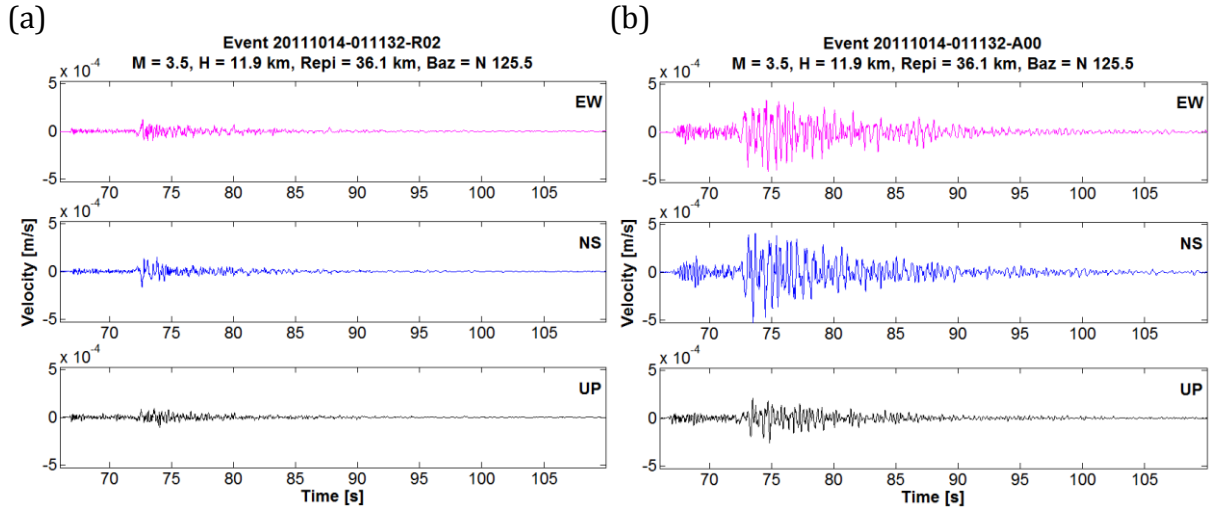 (a)
Event 20111014-011132-R02
M = 3.5, H = 11.9 km, Repi = 36.1 km, Baz = N 125.5
x 10-4
5
0
-5
EW
70 75 80 85 90 95 100 105
x 10-4
5
0
-5
NS
70 75 80 85 90 95 100 105
x 10-4
5
0
-5
UP
70 75 80 85 90 95 100 105
Velocity [m/s]
Time [s]
(b)
Event 20111014-011132-A00
M = 3.5, H = 11.9 km, Repi = 36.1 km, Baz = N 125.5
x 10-4
5
0
-5
EW
70 75 80 85 90 95 100 105
x 10-4
5
0
-5
NS
70 75 80 85 90 95 100 105
x 10-4
5
0
-5
UP
70 75 80 85 90 95 100 105
Velocity [m/s]
Time [s]